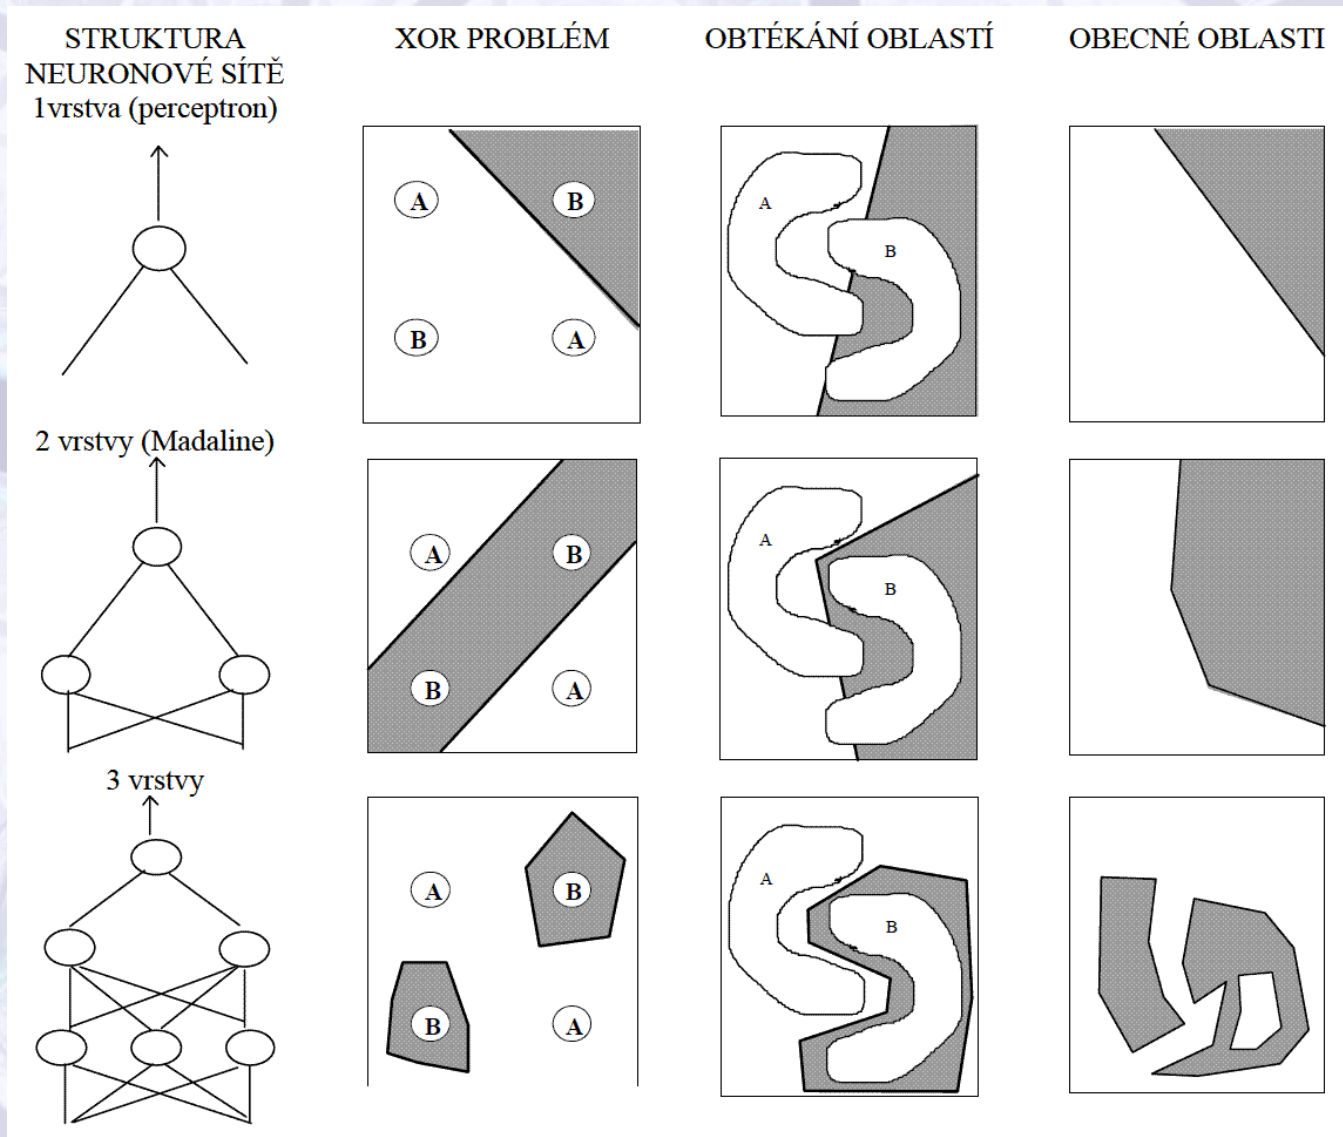 STRUKTURA
NEURONOVÉ SÍTĚ
1vrstva (perceptron)
XOR PROBLÉM
OBTÉKÁNÍ OBLASTÍ
OBECNÉ OBLASTI
A
B
B
A
A
B
2 vrstvy (Madaline)
A
B
B
A
A
B
3 vrstvy
A
B
B
A
A
B